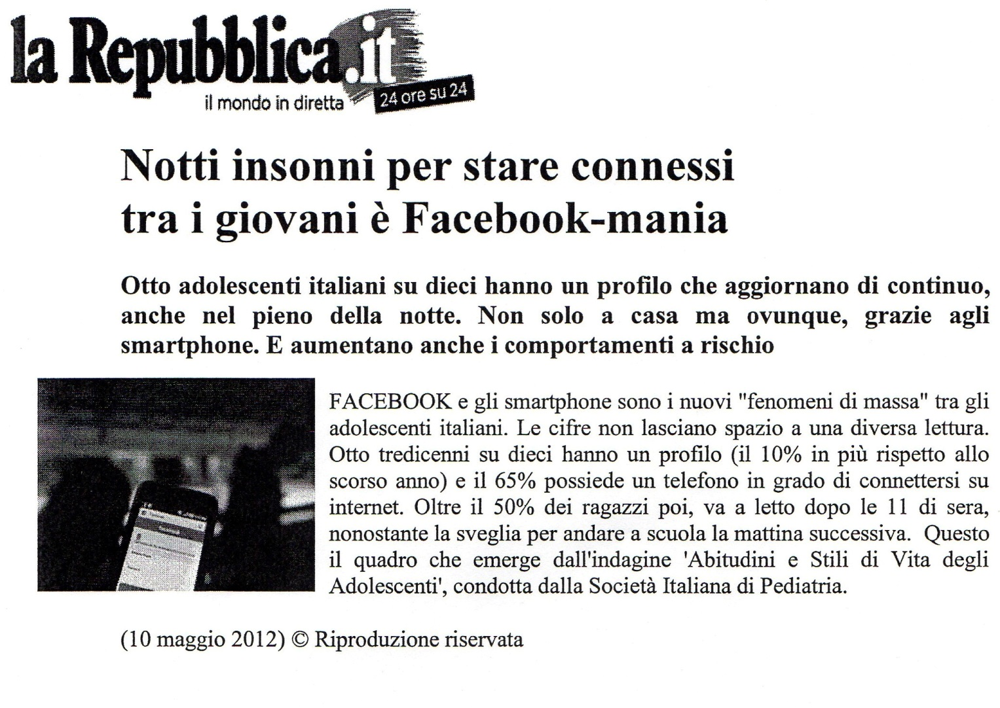 la Repubblica.it
il mondo in diretta
24 ore su 24
Notti insonni per stare connessi
tra i giovani è Facebook-mania
Otto adolescenti italiani su dieci hanno un profilo che aggiornano di continuo,
anche nel pieno della notte. Non solo a casa ma ovunque, grazie agli
smartphone. E aumentano anche i comportamenti a rischio
FACEBOOK e gli smartphone sono i nuovi "fenomeni di massa" tra gli
adolescenti italiani. Le cifre non lasciano spazio a una diversa lettura.
Otto tredicenni su dieci hanno un profilo (il 10% in più rispetto allo
scorso anno) e il 65% possiede un telefono in grado di connettersi su
internet. Oltre il 50% dei ragazzi poi, va a letto dopo le 11 di sera,
nonostante la sveglia per andare a scuola la mattina successiva. Questo
il quadro che emerge dall'indagine 'Abitudini e Stili di Vita degli
Adolescenti', condotta dalla Società Italiana di Pediatria.
(10 maggio 2012) © Riproduzione riservata